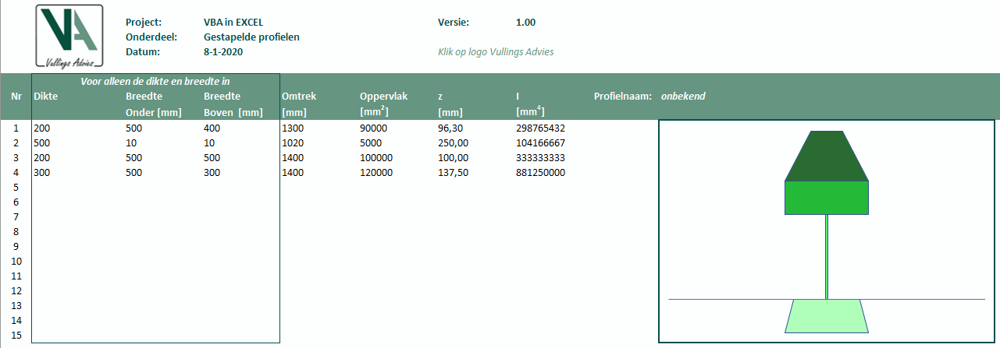 VA
Vullings Advies
Project: VBA in EXCEL Versie: 1.00
Onderdeel: Gestapelde profielen
Datum: 8-1-2020 Klik op logo Vullings Advies
Voor alleen de dikte en breedte in
Nr Dikte Breedte Breedte Omtrek Oppervlak z I Profielnaam: onbekend
Onder [mm] Boven [mm] [mm] [mm²] [mm] [mm⁴]
1 200 500 400 1300 90000 96,30 298765432
2 500 10 10 1020 5000 250,00 104166667
3 200 500 500 1400 100000 100,00 333333333
4 300 500 300 1400 120000 137,50 881250000
5
6
7
8
9
10
11
12
13
14
15